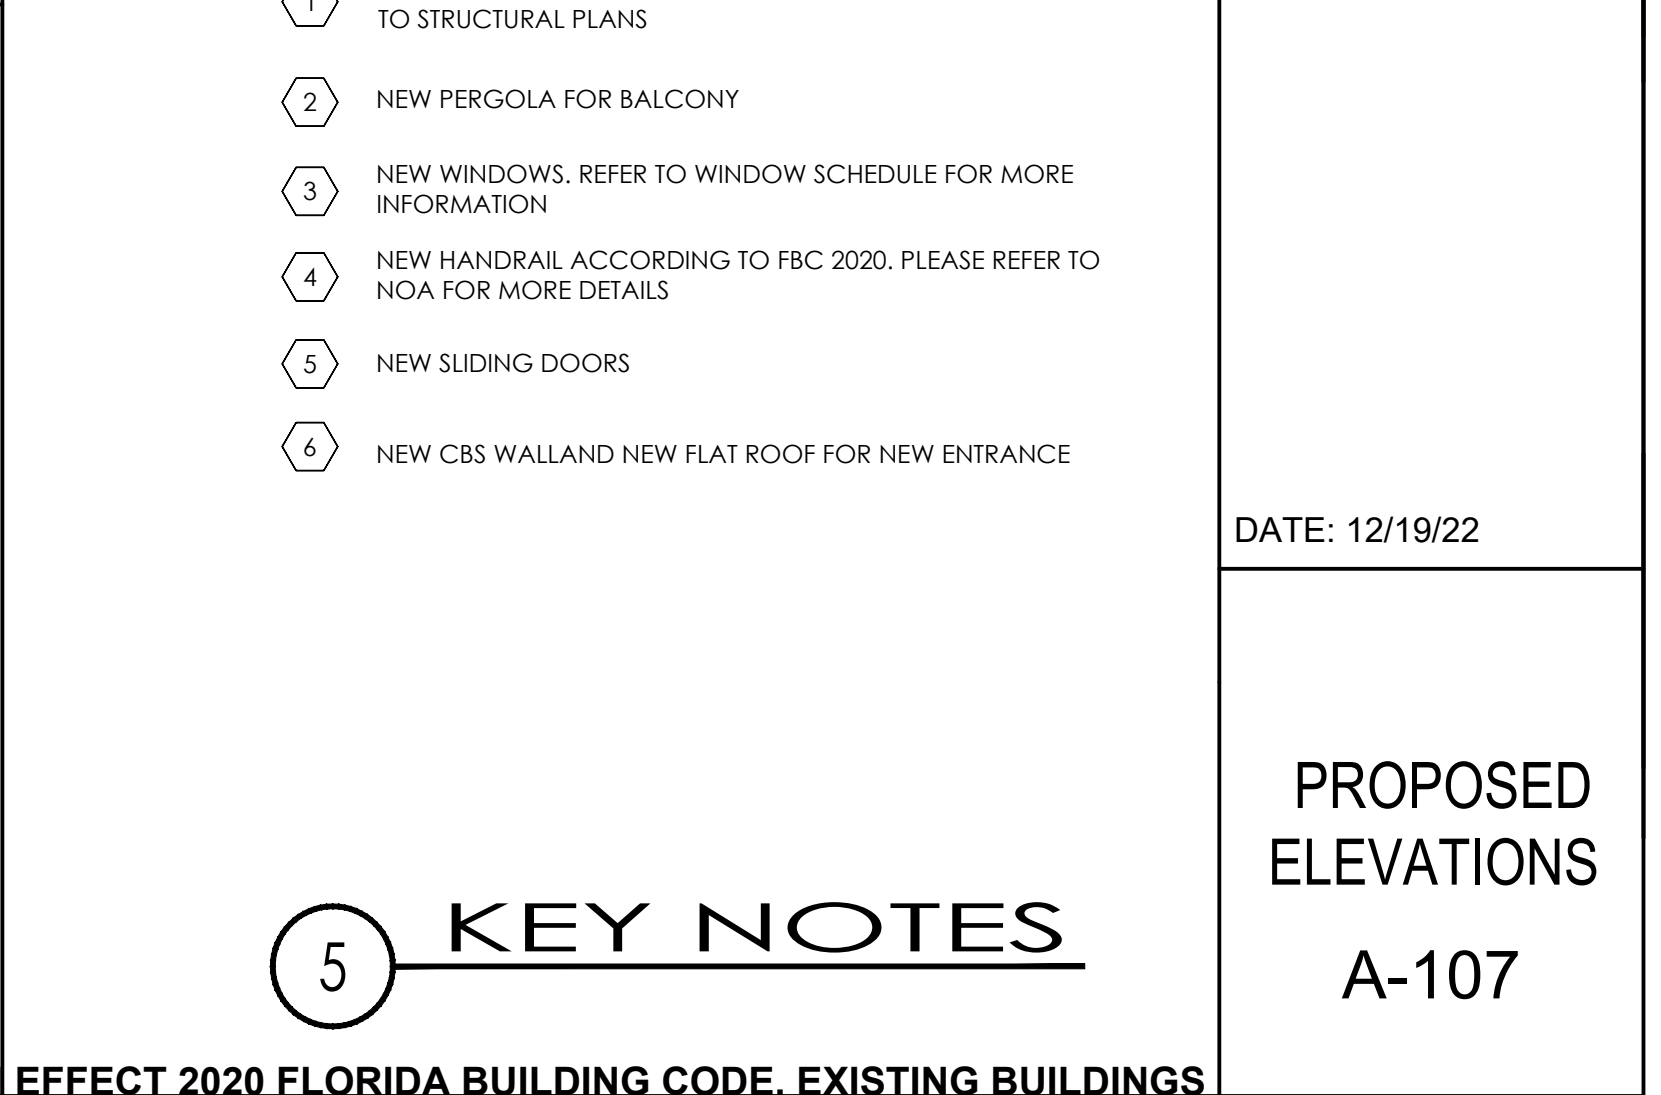 1
TO STRUCTURAL PLANS
2 NEW PERGOLA FOR BALCONY
3 NEW WINDOWS. REFER TO WINDOW SCHEDULE FOR MORE
INFORMATION
4 NEW HANDRAIL ACCORDING TO FBC 2020. PLEASE REFER TO
NOA FOR MORE DETAILS
5 NEW SLIDING DOORS
6 NEW CBS WALLAND NEW FLAT ROOF FOR NEW ENTRANCE
5 KEY NOTES
EFFECT 2020 FLORIDA BUILDING CODE. EXISTING BUILDINGS
DATE: 12/19/22
PROPOSED
ELEVATIONS
A-107